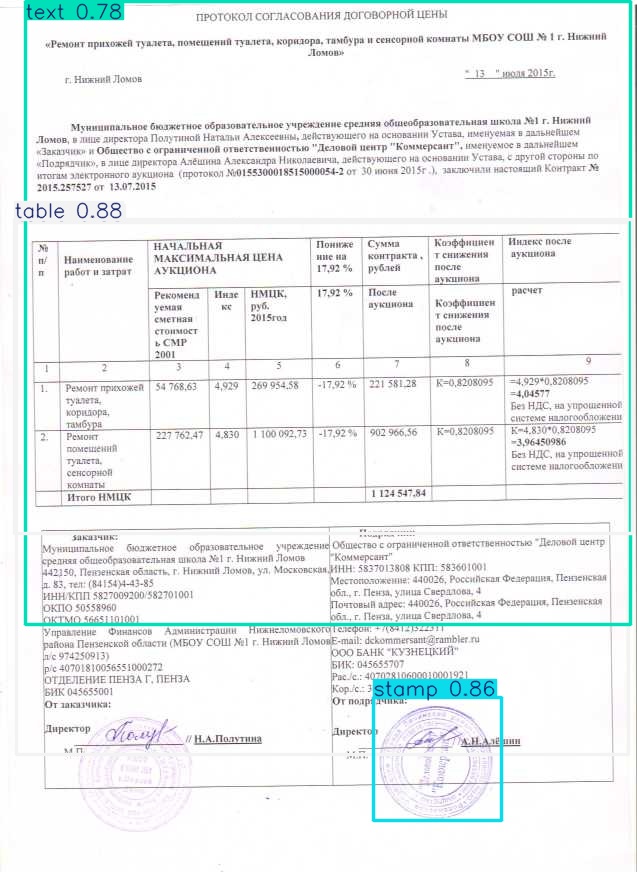 text 0.78
ПРОТОКОЛ СОГЛАСОВАНИЯ ДОГОВОРНОЙ ЦЕНЫ
«Ремонт прихожей туалета, помещений туалета, коридора, тамбура и сенсорной комнаты МБОУ СОШ № 1 г. Нижний
Ломов»
г. Нижний Ломов " 13 " июля 2015г.
Муниципальное бюджетное образовательное учреждение средняя общеобразовательная школа №1 г. Нижний
Ломов, в лице директора Полутиной Натальи Алексеевны, действующего на основании Устава, именуемая в дальнейшем
«Заказчик» и Общество с ограниченной ответственностью "Деловой центр "Коммерсант", именуемое в дальнейшем
«Подрядчик», в лице директора Алёшина Александра Николаевича, действующего на основании Устава, с другой стороны по
итогам электронного аукциона (протокол №0155300018515000054-2 от 30 июня 2015г .), заключили настоящий Контракт №
2015.257527 от 13.07.2015
table 0.88
№ п/п
Наименование работ и затрат
НАЧАЛЬНАЯ МАКСИМАЛЬНАЯ ЦЕНА АУКЦИОНА
Пониже ние на 17,92 %
Сумма контракта , рублей
Коэффициен т снижения после аукциона
Индекс после аукциона
Рекоменд уемая сметная стоимост ь СМР 2001
Инде кс
НМЦК, руб. 2015год
17,92 %
После аукциона
Коэффициен т снижения после аукциона
расчет
1 2 3 4 5 6 7 8 9
1. Ремонт прихожей туалета, коридора, тамбура 54 768,63 4,929 269 954,58 -17,92 % 221 581,28 К=0,8208095 =4,929*0,8208095
=4,04577
Без НДС, на упрощенной
системе налогообложени
2. Ремонт помещений туалета, сенсорной комнаты 227 762,47 4,830 1 100 092,73 -17,92 % 902 966,56 К=0,8208095 К=4,830*0,8208095
=3,96450986
Без НДС, на упрощенной
системе налогообложени
Итого НМЦК 1 124 547,84
Заказчик:
Муниципальное бюджетное образовательное учреждение
средняя общеобразовательная школа №1 г. Нижний Ломов
442150, Пензенская область, г. Нижний Ломов, ул. Московская,
д. 83, тел: (84154)4-43-85
ИНН/КПП 5827009200/582701001
ОКПО 50558960
ОКТМО 56651101001
Управление Финансов Администрации Нижнеломовского
района Пензенской области (МБОУ СОШ №1 г. Нижний Ломов
л/с 974250913)
р/с 40701810056551000272
ОТДЕЛЕНИЕ ПЕНЗА Г, ПЕНЗА
БИК 045655001
От заказчика:
Директор
// Н.А.Полутина
М.П.
Подрядчик:
Общество с ограниченной ответственностью "Деловой центр
"Коммерсант"
ИНН: 5837013808 КПП: 583601001
Местоположение: 440026, Российская Федерация, Пензенская
обл., г. Пенза, улица Свердлова, 4
Почтовый адрес: 440026, Российская Федерация, Пензенская
обл., г. Пенза, улица Свердлова, 4
Телефон: +7(8412)522311
E-mail: dckommersant@rambler.ru
ООО БАНК "КУЗНЕЦКИЙ"
БИК: 045655707
Рас./с.: 40702810600010001921
Кор./с.: 3
stamp 0.86
От подрядчика:
Директор
А.Н.Алёшин
М.П.